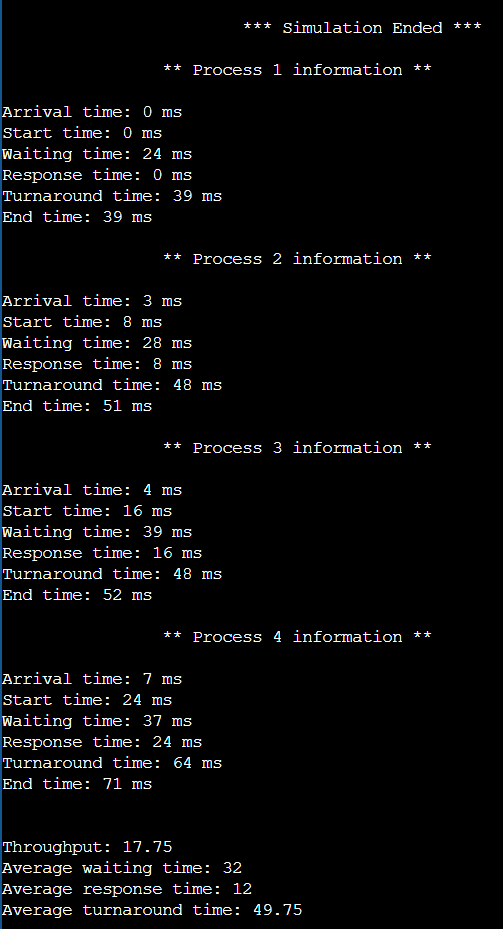 *** Simulation Ended ***
** Process 1 information **
Arrival time: 0 ms
Start time: 0 ms
Waiting time: 24 ms
Response time: 0 ms
Turnaround time: 39 ms
End time: 39 ms
** Process 2 information **
Arrival time: 3 ms
Start time: 8 ms
Waiting time: 28 ms
Response time: 8 ms
Turnaround time: 48 ms
End time: 51 ms
** Process 3 information **
Arrival time: 4 ms
Start time: 16 ms
Waiting time: 39 ms
Response time: 16 ms
Turnaround time: 48 ms
End time: 52 ms
** Process 4 information **
Arrival time: 7 ms
Start time: 24 ms
Waiting time: 37 ms
Response time: 24 ms
Turnaround time: 64 ms
End time: 71 ms
Throughput: 17.75
Average waiting time: 32
Average response time: 12
Average turnaround time: 49.75